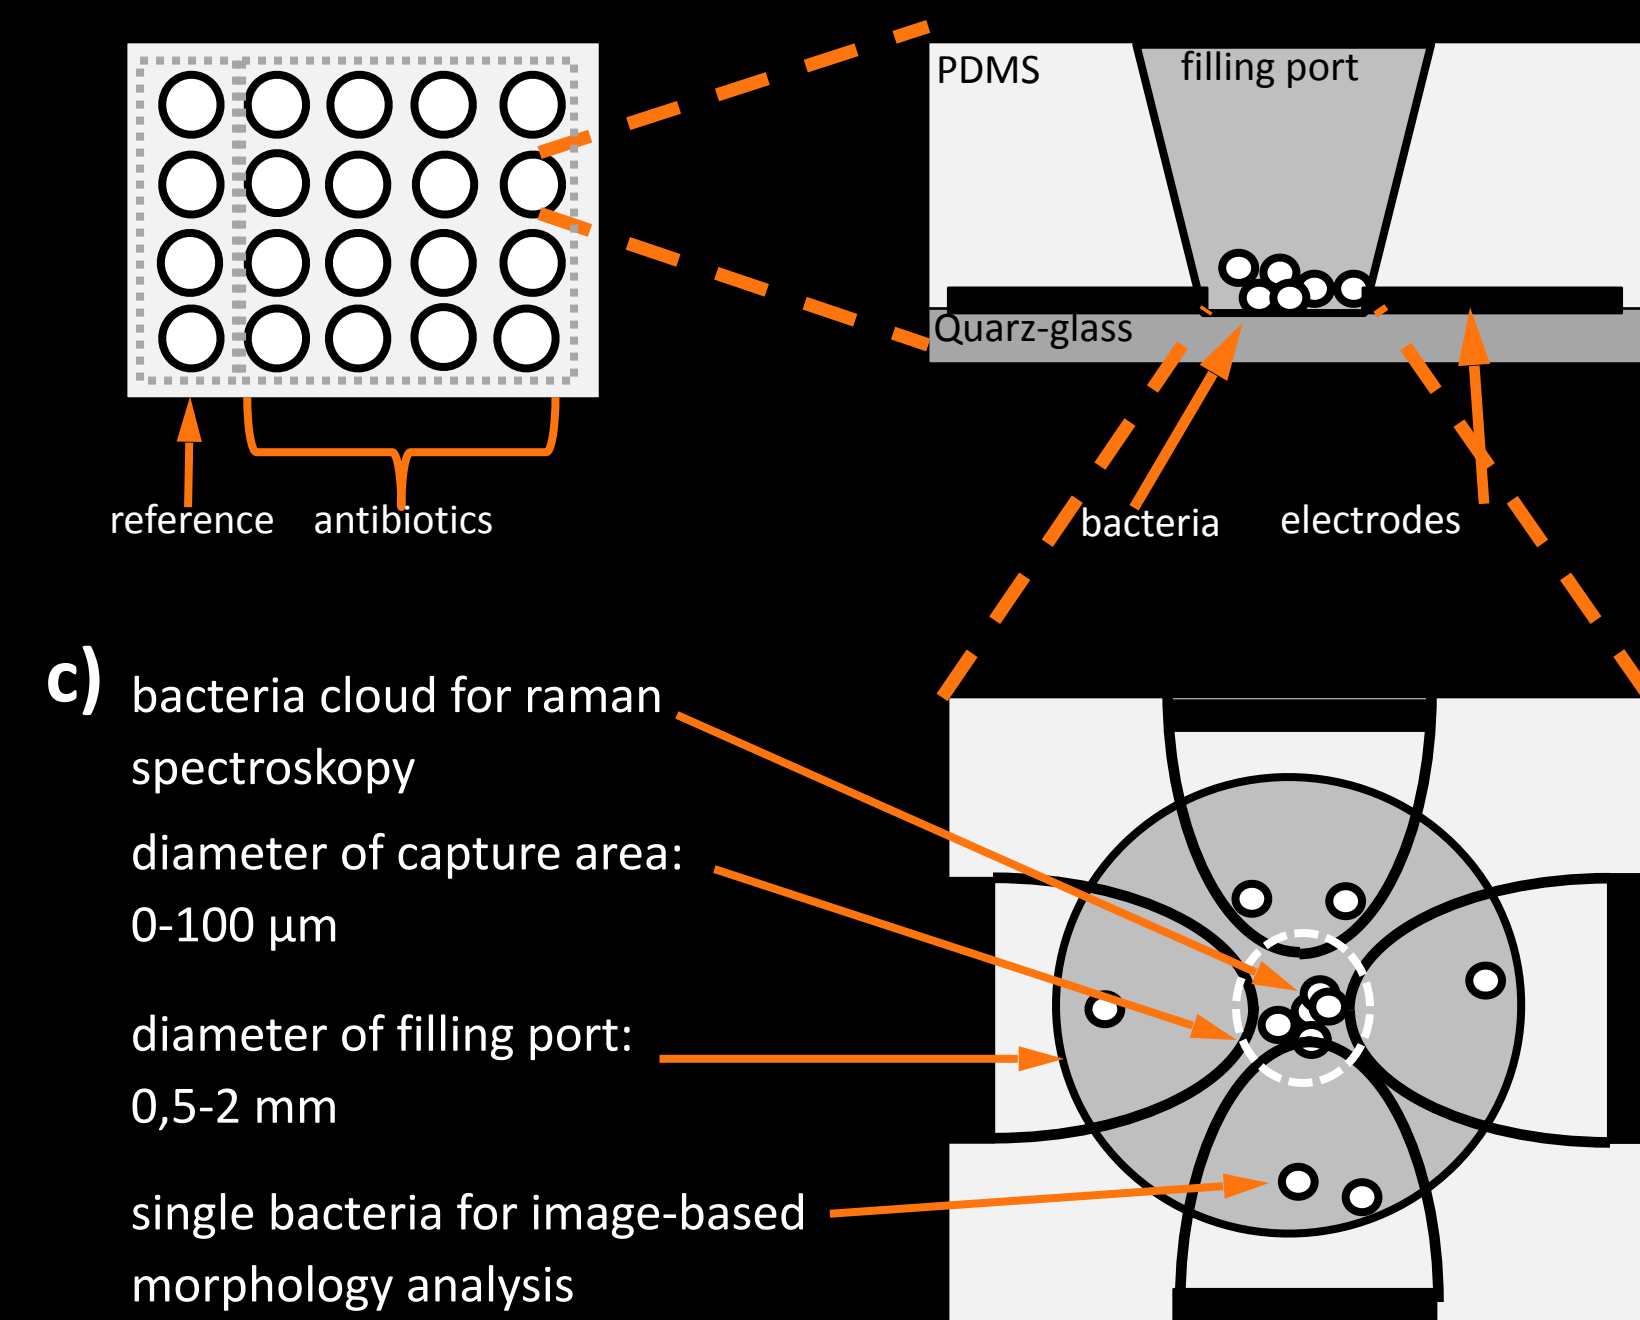 PDMS
filling port
Quarz-glass
reference
antibiotics
bacteria
electrodes
c)
bacteria cloud for raman
spectroskopy
diameter of capture area:
0-100 µm
diameter of filling port:
0,5-2 mm
single bacteria for image-based
morphology analysis